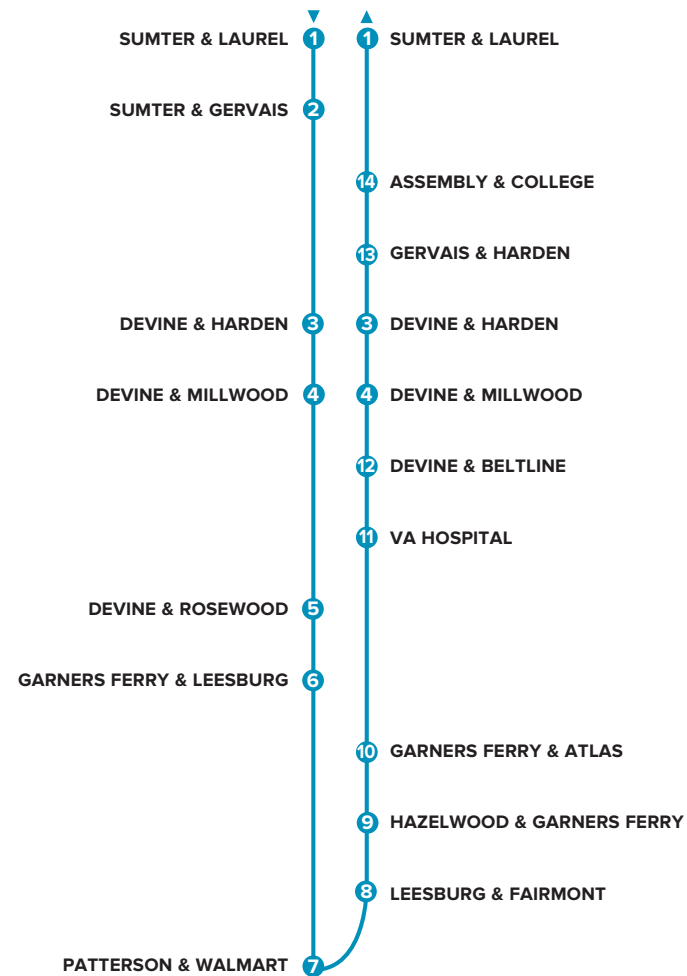 SUMTER & LAUREL 1 1 SUMTER & LAUREL
SUMTER & GERVAIS 2
14 ASSEMBLY & COLLEGE
13 GERVAIS & HARDEN
DEVINE & HARDEN 3 3 DEVINE & HARDEN
DEVINE & MILLWOOD 4 4 DEVINE & MILLWOOD
12 DEVINE & BELTLINE
11 VA HOSPITAL
DEVINE & ROSEWOOD 5
GARNERS FERRY & LEESBURG 6
10 GARNERS FERRY & ATLAS
9 HAZELWOOD & GARNERS FERRY
8 LEESBURG & FAIRMONT
PATTERSON & WALMART 7